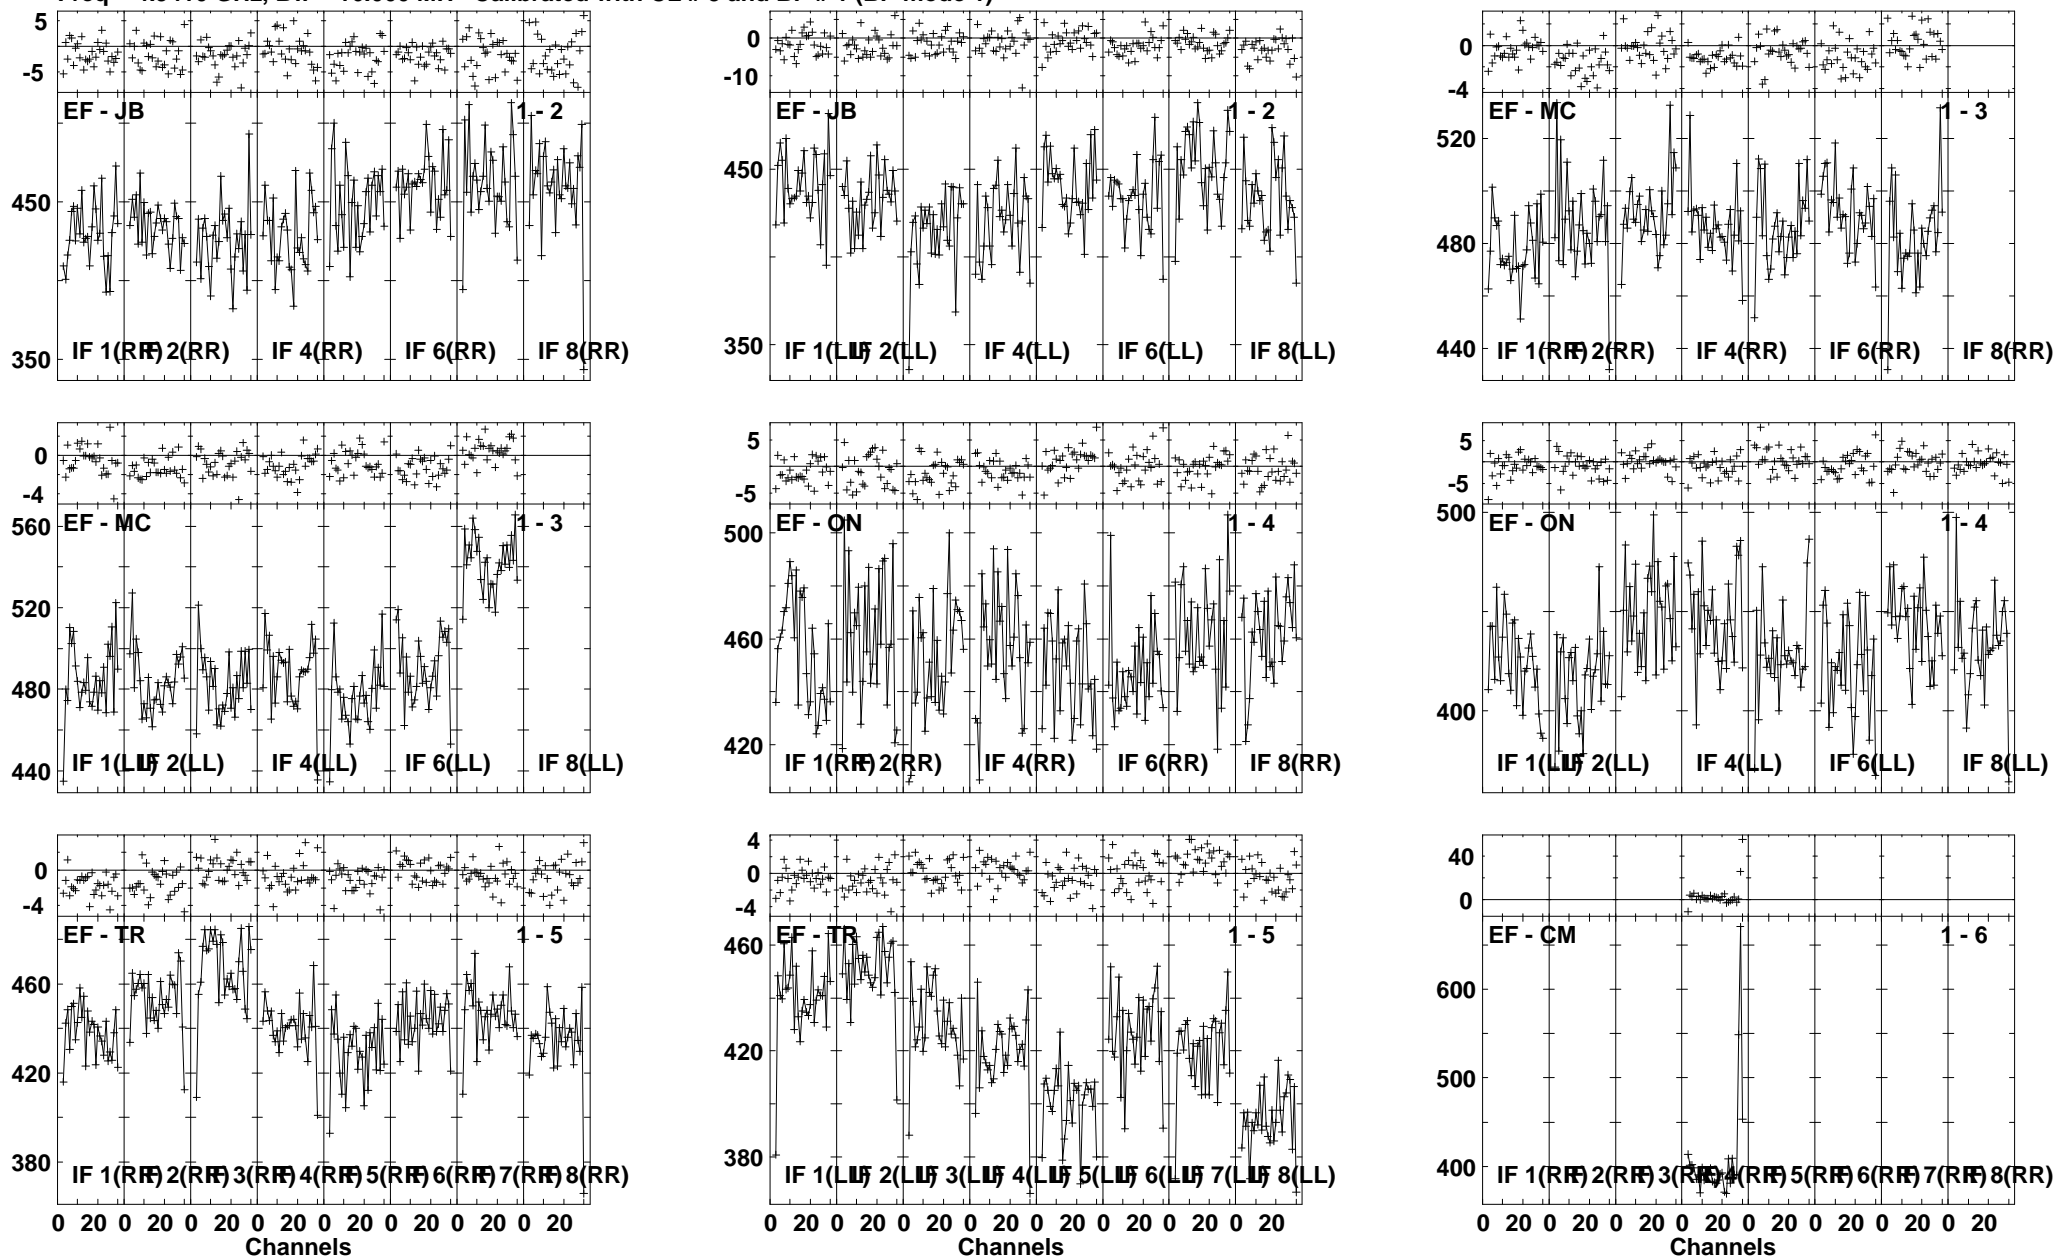 5
-5
EF - JB 1 - 2
450
350
IF 1(RR) IF 2(RR) IF 4(RR) IF 6(RR) IF 8(RR)
0
-10
EF - JB 1 - 2
450
350
IF 1(LL) IF 2(LL) IF 4(LL) IF 6(LL) IF 8(LL)
0
-4
EF - MC 1 - 3
520
480
440
IF 1(RR) IF 2(RR) IF 4(RR) IF 6(RR) IF 8(RR)
0
-4
EF - MC 1 - 3
560
520
480
440
IF 1(LL) IF 2(LL) IF 4(LL) IF 6(LL) IF 8(LL)
5
-5
EF - ON 1 - 4
500
460
420
IF 1(RR) IF 2(RR) IF 4(RR) IF 6(RR) IF 8(RR)
5
-5
EF - ON 1 - 4
500
400
IF 1(LL) IF 2(LL) IF 4(LL) IF 6(LL) IF 8(LL)
0
-4
EF - TR 1 - 5
460
420
380
IF 1(RR) IF 2(RR) IF 3(RR) IF 4(RR) IF 5(RR) IF 6(RR) IF 7(RR) IF 8(RR)
0 20 0 20 0 20 0 20 0 20 0 20 0 20 0 20
Channels
4
0
-4
EF - TR 1 - 5
460
420
380
IF 1(LL) IF 2(LL) IF 3(LL) IF 4(LL) IF 5(LL) IF 6(LL) IF 7(LL) IF 8(LL)
0 20 0 20 0 20 0 20 0 20 0 20 0 20 0 20
Channels
40
0
EF - CM 1 - 6
600
500
400
IF 1(RR) IF 2(RR) IF 3(RR) IF 4(RR) IF 5(RR) IF 6(RR) IF 7(RR) IF 8(RR)
0 20 0 20 0 20 0 20 0 20 0 20 0 20 0 20
Channels